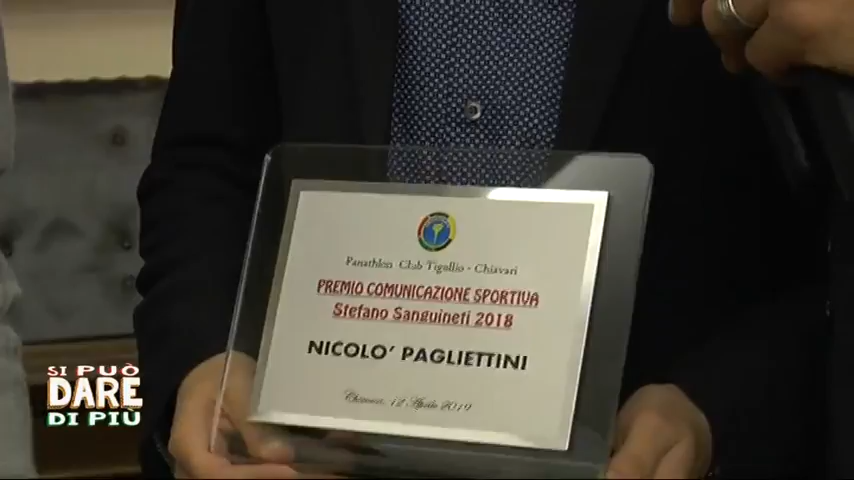 Panathlon Club Tigullio - Chiavari
PREMIO COMUNICAZIONE SPORTIVA
Stefano Sanguineti 2018
NICOLO' PAGLIETTINI
Chiavari, 12 Aprile 2019
SI PUÒ
DARE
DI PIÙ